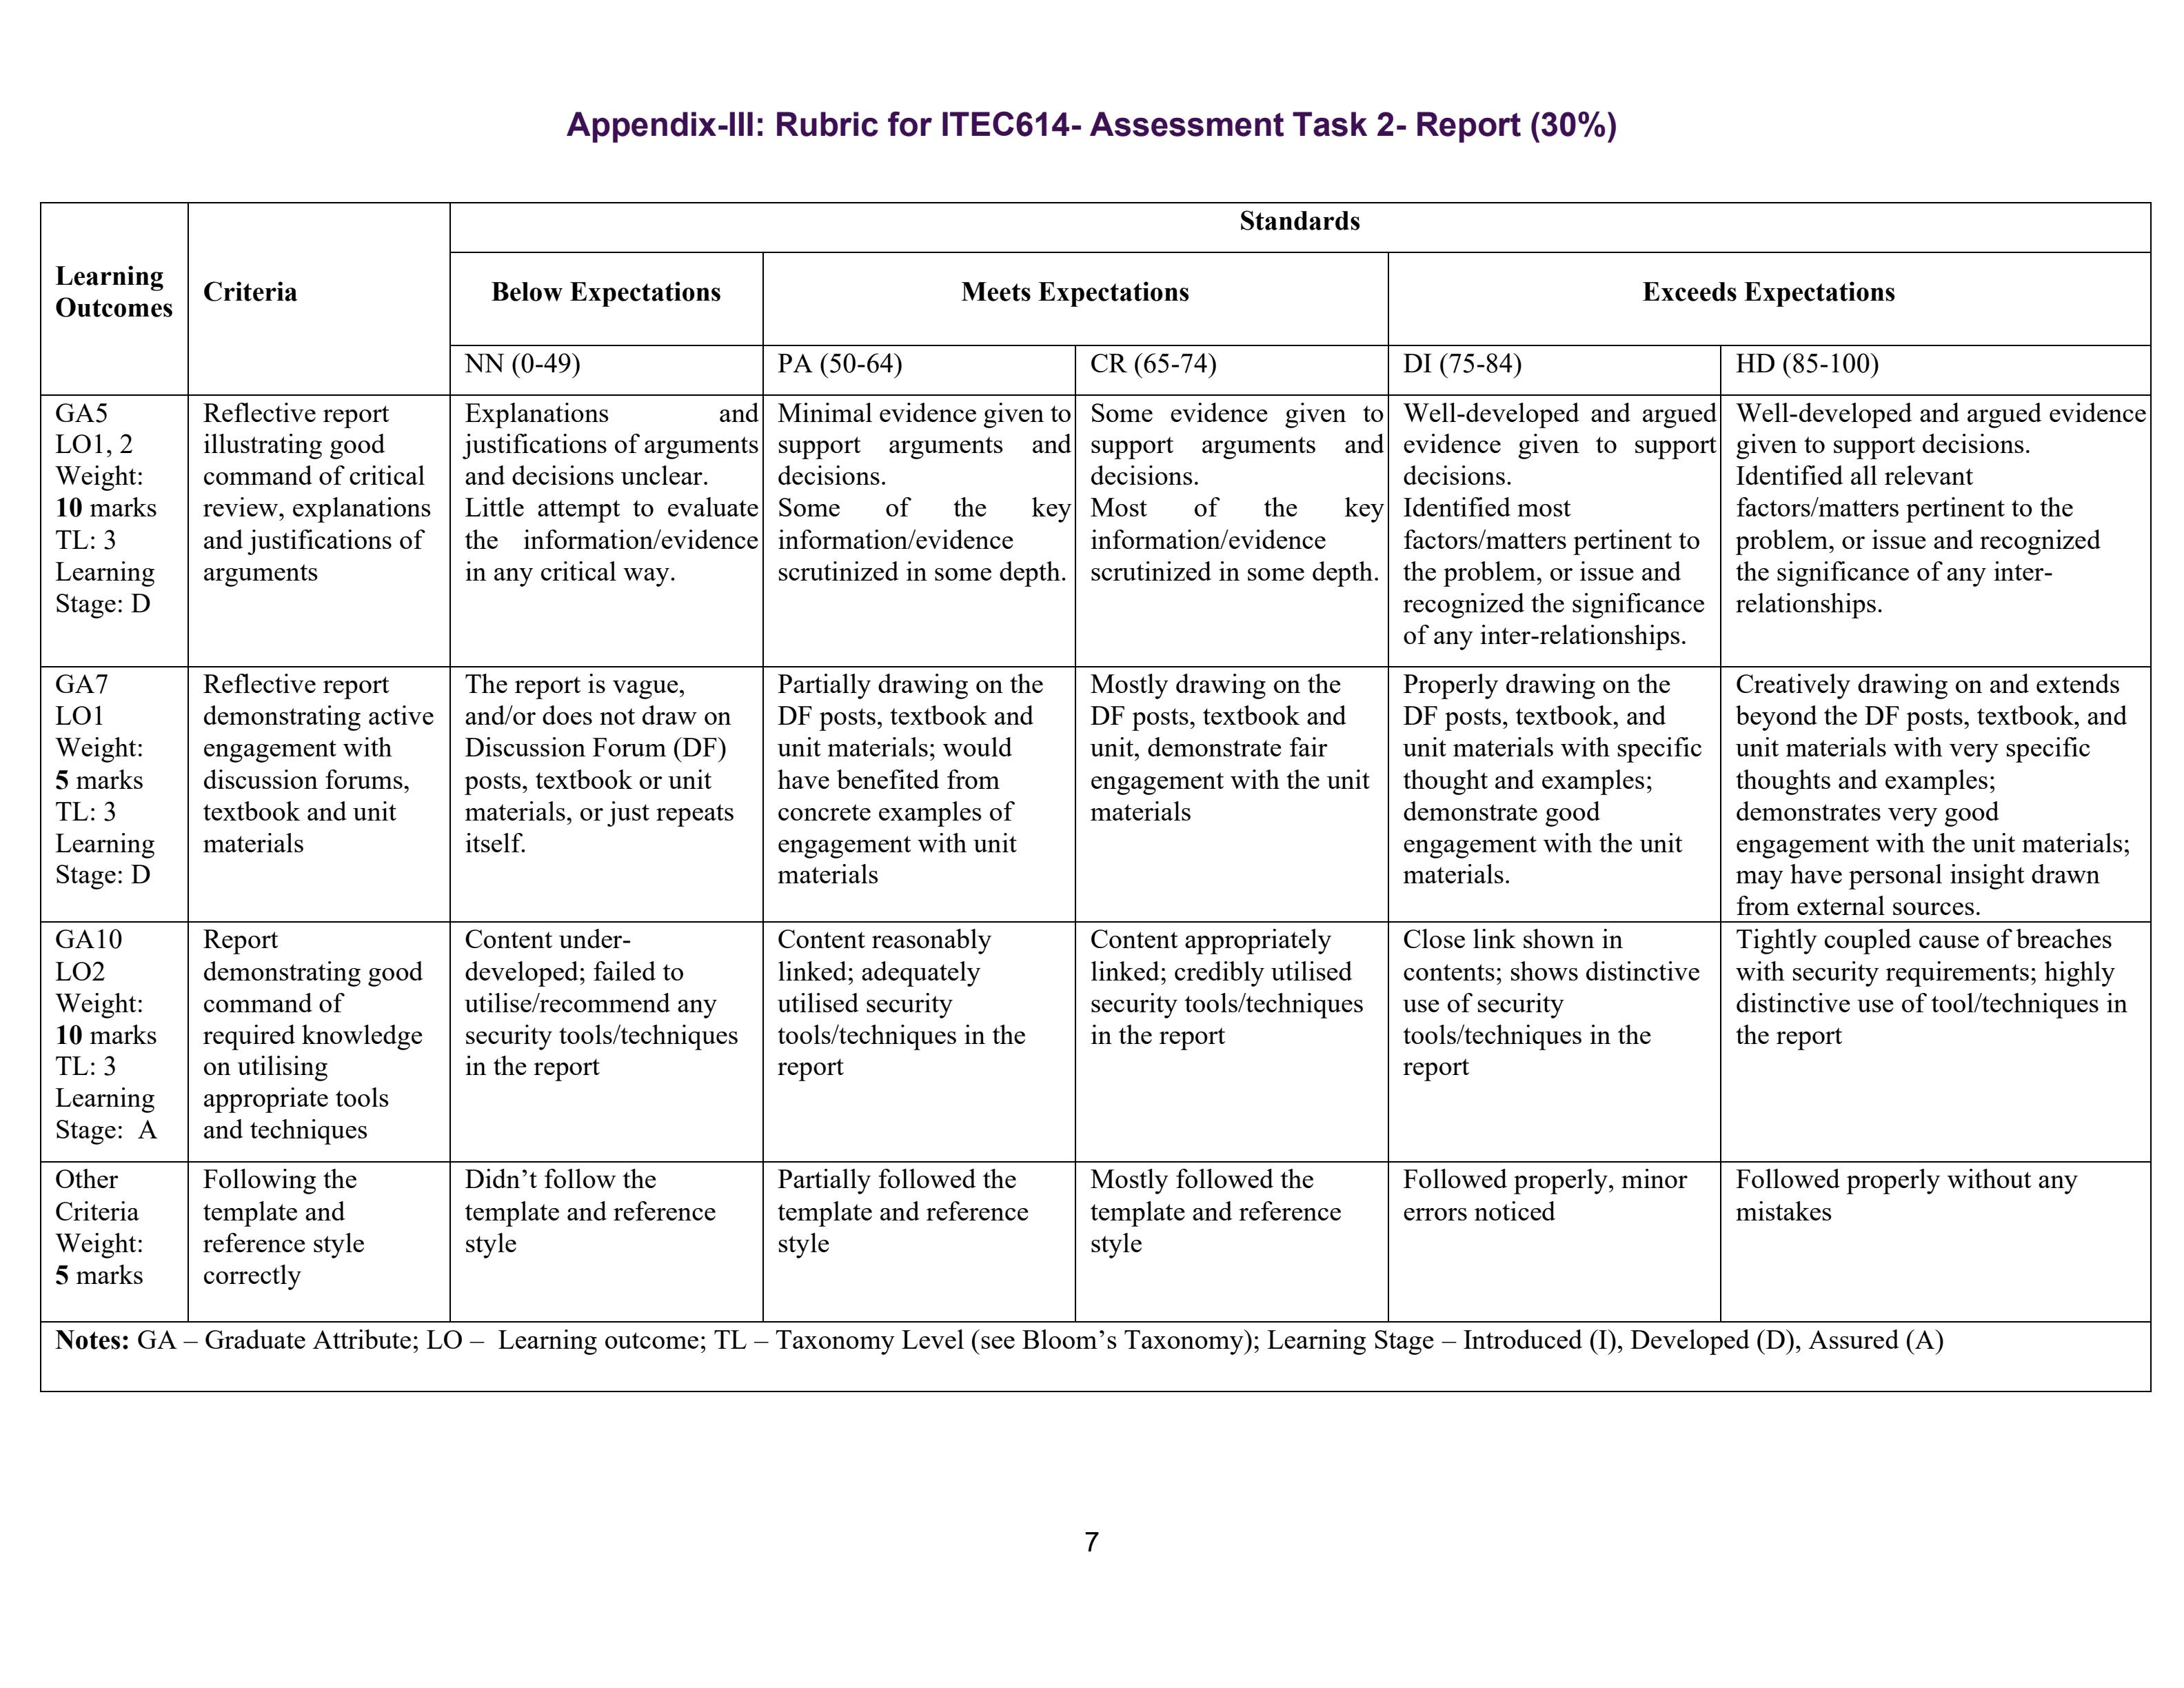 Appendix-III: Rubric for ITEC614- Assessment Task 2- Report (30%)
Learning
Outcomes
Criteria
Standards
Below Expectations
Meets Expectations
Exceeds Expectations
NN (0-49)
PA (50-64)
CR (65-74)
DI (75-84)
HD (85-100)
GA5
LO1, 2
Weight:
10 marks
TL: 3
Learning
Stage: D
Reflective report
illustrating good
command of critical
review, explanations
and justifications of
arguments
Explanations and
justifications of arguments
and decisions unclear.
Little attempt to evaluate
the information/evidence
in any critical way.
Minimal evidence given to
support arguments and
decisions.
Some of the key
information/evidence
scrutinized in some depth.
Some evidence given to
support arguments and
decisions.
Most of the key
information/evidence
scrutinized in some depth.
Well-developed and argued
evidence given to support
decisions.
Identified most
factors/matters pertinent to
the problem, or issue and
recognized the significance
of any inter-relationships.
Well-developed and argued evidence
given to support decisions.
Identified all relevant
factors/matters pertinent to the
problem, or issue and recognized
the significance of any inter-
relationships.
GA7
LO1
Weight:
5 marks
TL: 3
Learning
Stage: D
Reflective report
demonstrating active
engagement with
discussion forums,
textbook and unit
materials
The report is vague,
and/or does not draw on
Discussion Forum (DF)
posts, textbook or unit
materials, or just repeats
itself.
Partially drawing on the
DF posts, textbook and
unit materials; would
have benefited from
concrete examples of
engagement with unit
materials
Mostly drawing on the
DF posts, textbook and
unit, demonstrate fair
engagement with the unit
materials
Properly drawing on the
DF posts, textbook, and
unit materials with specific
thought and examples;
demonstrate good
engagement with the unit
materials.
Creatively drawing on and extends
beyond the DF posts, textbook, and
unit materials with very specific
thoughts and examples;
demonstrates very good
engagement with the unit materials;
may have personal insight drawn
from external sources.
GA10
LO2
Weight:
10 marks
TL: 3
Learning
Stage:  A
Report
demonstrating good
command of
required knowledge
on utilising
appropriate tools
and techniques
Content under-
developed; failed to
utilise/recommend any
security tools/techniques
in the report
Content reasonably
linked; adequately
utilised security
tools/techniques in the
report
Content appropriately
linked; credibly utilised
security tools/techniques
in the report
Close link shown in
contents; shows distinctive
use of security
tools/techniques in the
report
Tightly coupled cause of breaches
with security requirements; highly
distinctive use of tool/techniques in
the report
Other
Criteria
Weight:
5 marks
Following the
template and
reference style
correctly
Didn’t follow the
template and reference
style
Partially followed the
template and reference
style
Mostly followed the
template and reference
style
Followed properly, minor
errors noticed
Followed properly without any
mistakes
Notes: GA – Graduate Attribute; LO –  Learning outcome; TL – Taxonomy Level (see Bloom’s Taxonomy); Learning Stage – Introduced (I), Developed (D), Assured (A)
7